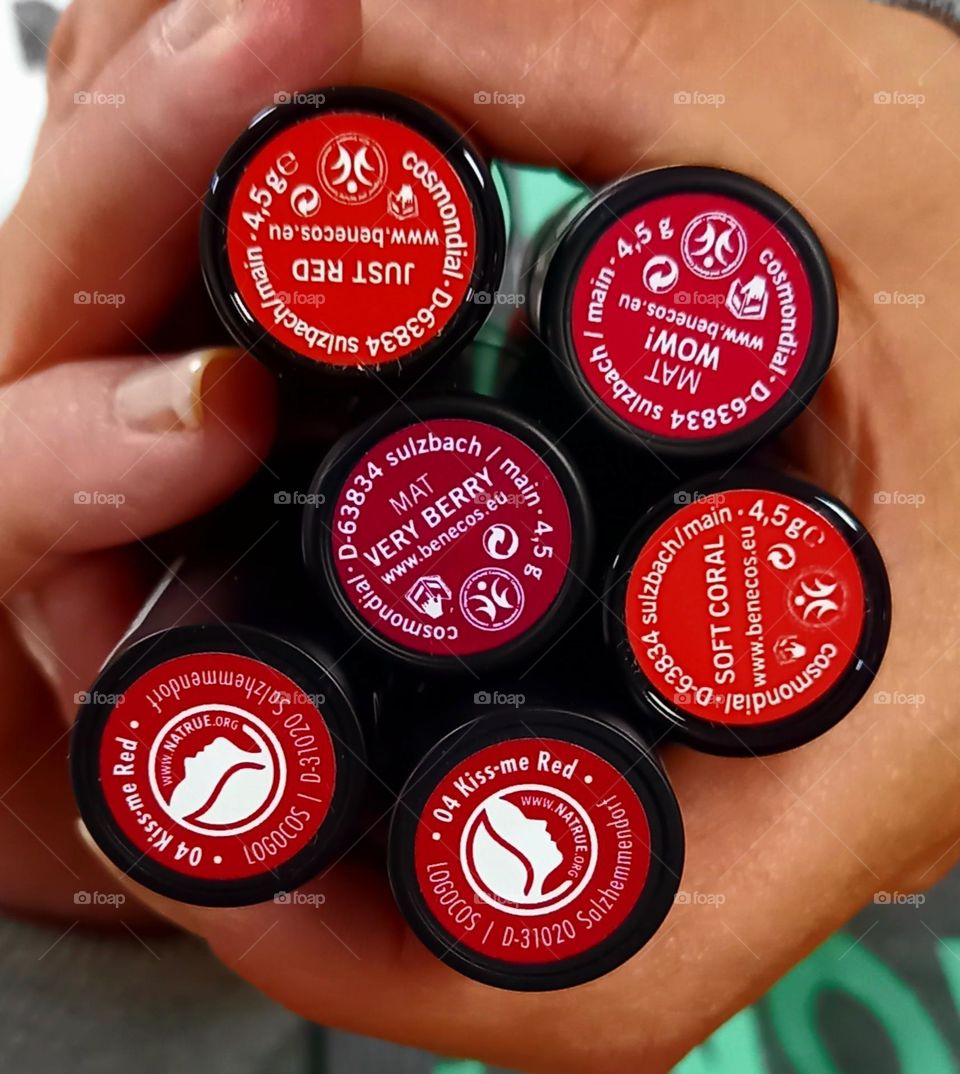 JUST RED
www.benecos.eu
cosmondial · D-63834 sulzbach/main · 4,5 g e
MAT
WOW!
www.benecos.eu
cosmondial · D-63834 sulzbach / main · 4,5 g
MAT
VERY BERRY
www.benecos.eu
cosmondial · D-63834 sulzbach / main · 4,5 g
SOFT CORAL
www.benecos.eu
cosmondial · D-63834 sulzbach/main · 4,5 g e
• 04 Kiss-me Red •
WWW.NATRUE.ORG
LOGOCOS | D-31020 Salzhemmendorf
• 04 Kiss-me Red •
WWW.NATRUE.ORG
LOGOCOS | D-31020 Salzhemmendorf
foap